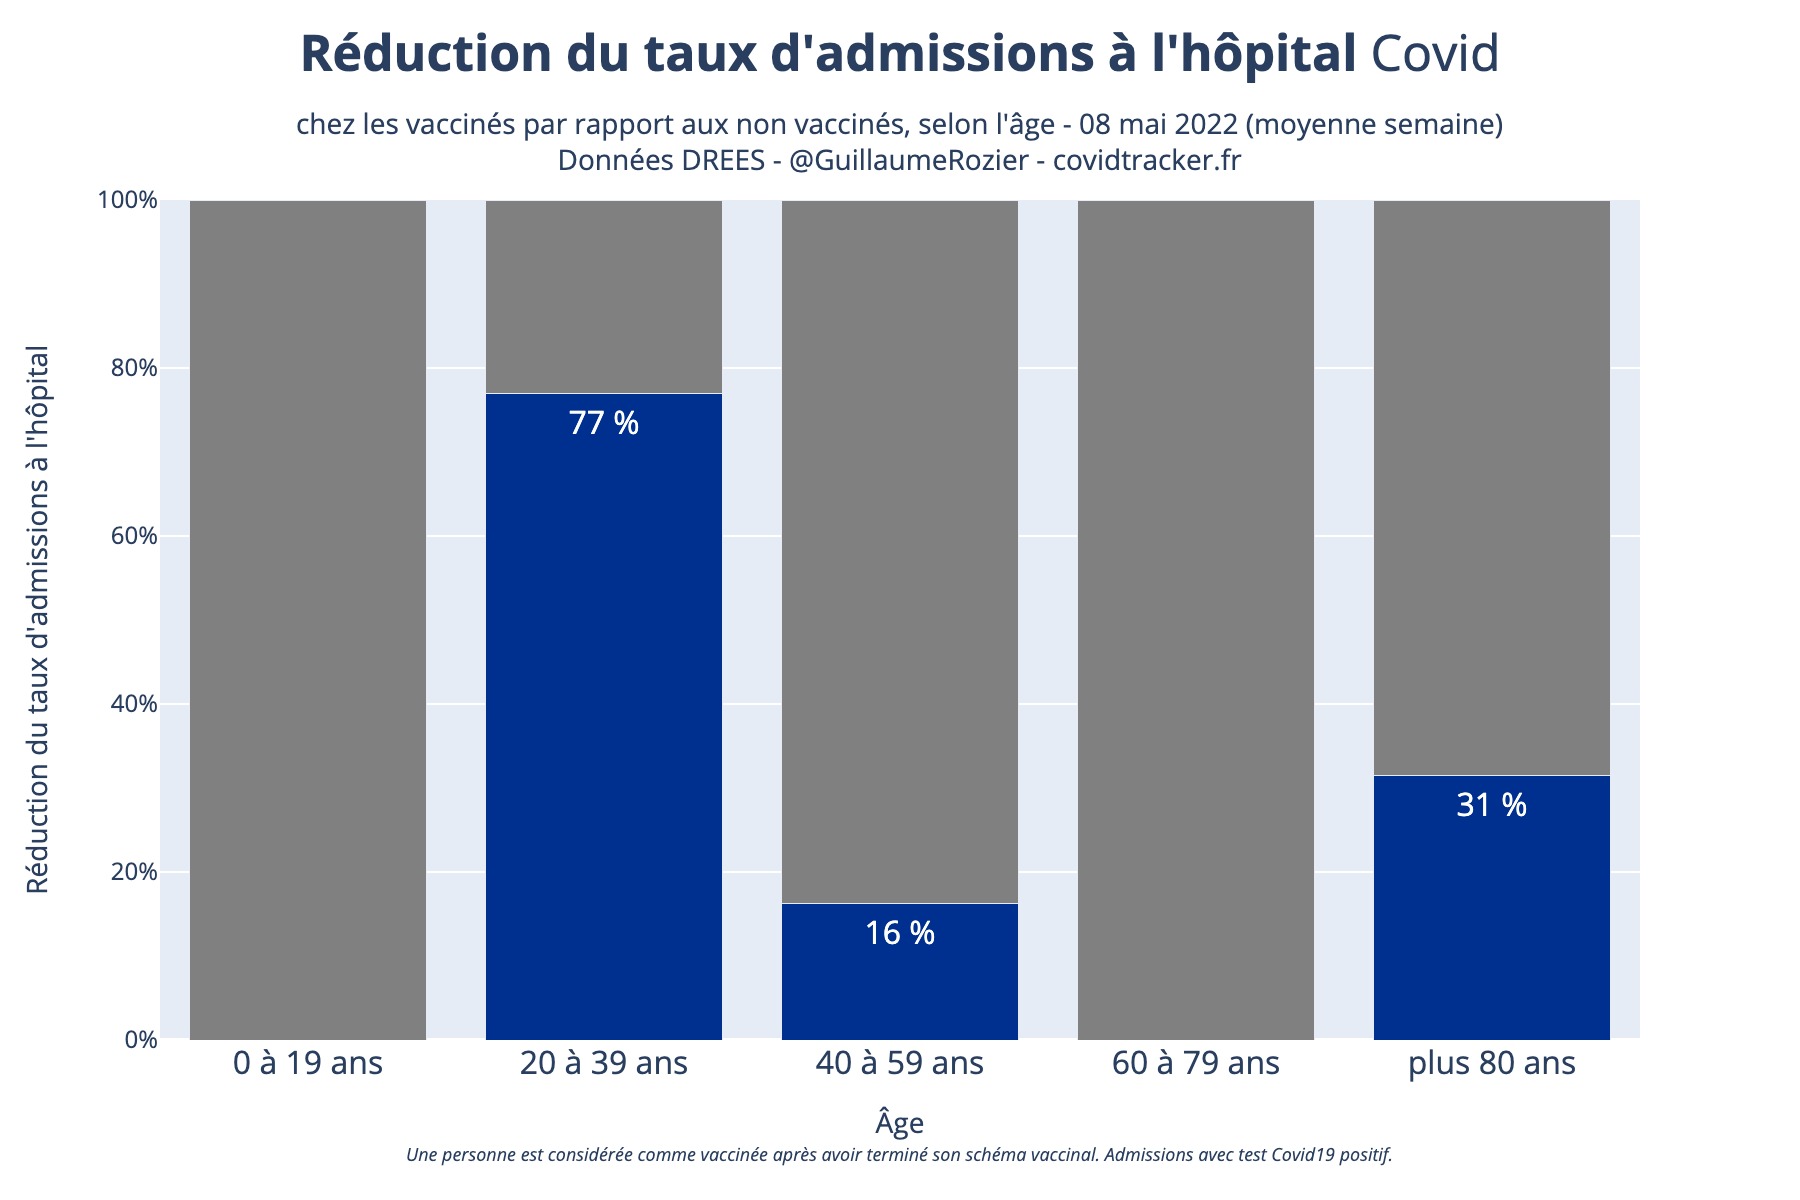 Réduction du taux d'admissions à l'hôpital Covid
chez les vaccinés par rapport aux non vaccinés, selon l'âge - 08 mai 2022 (moyenne semaine)
Données DREES - @GuillaumeRozier - covidtracker.fr
Réduction du taux d'admissions à l'hôpital
100%
80%
60%
40%
20%
0%
77 %
16 %
31 %
0 à 19 ans
20 à 39 ans
40 à 59 ans
60 à 79 ans
plus 80 ans
Âge
Une personne est considérée comme vaccinée après avoir terminé son schéma vaccinal. Admissions avec test Covid19 positif.